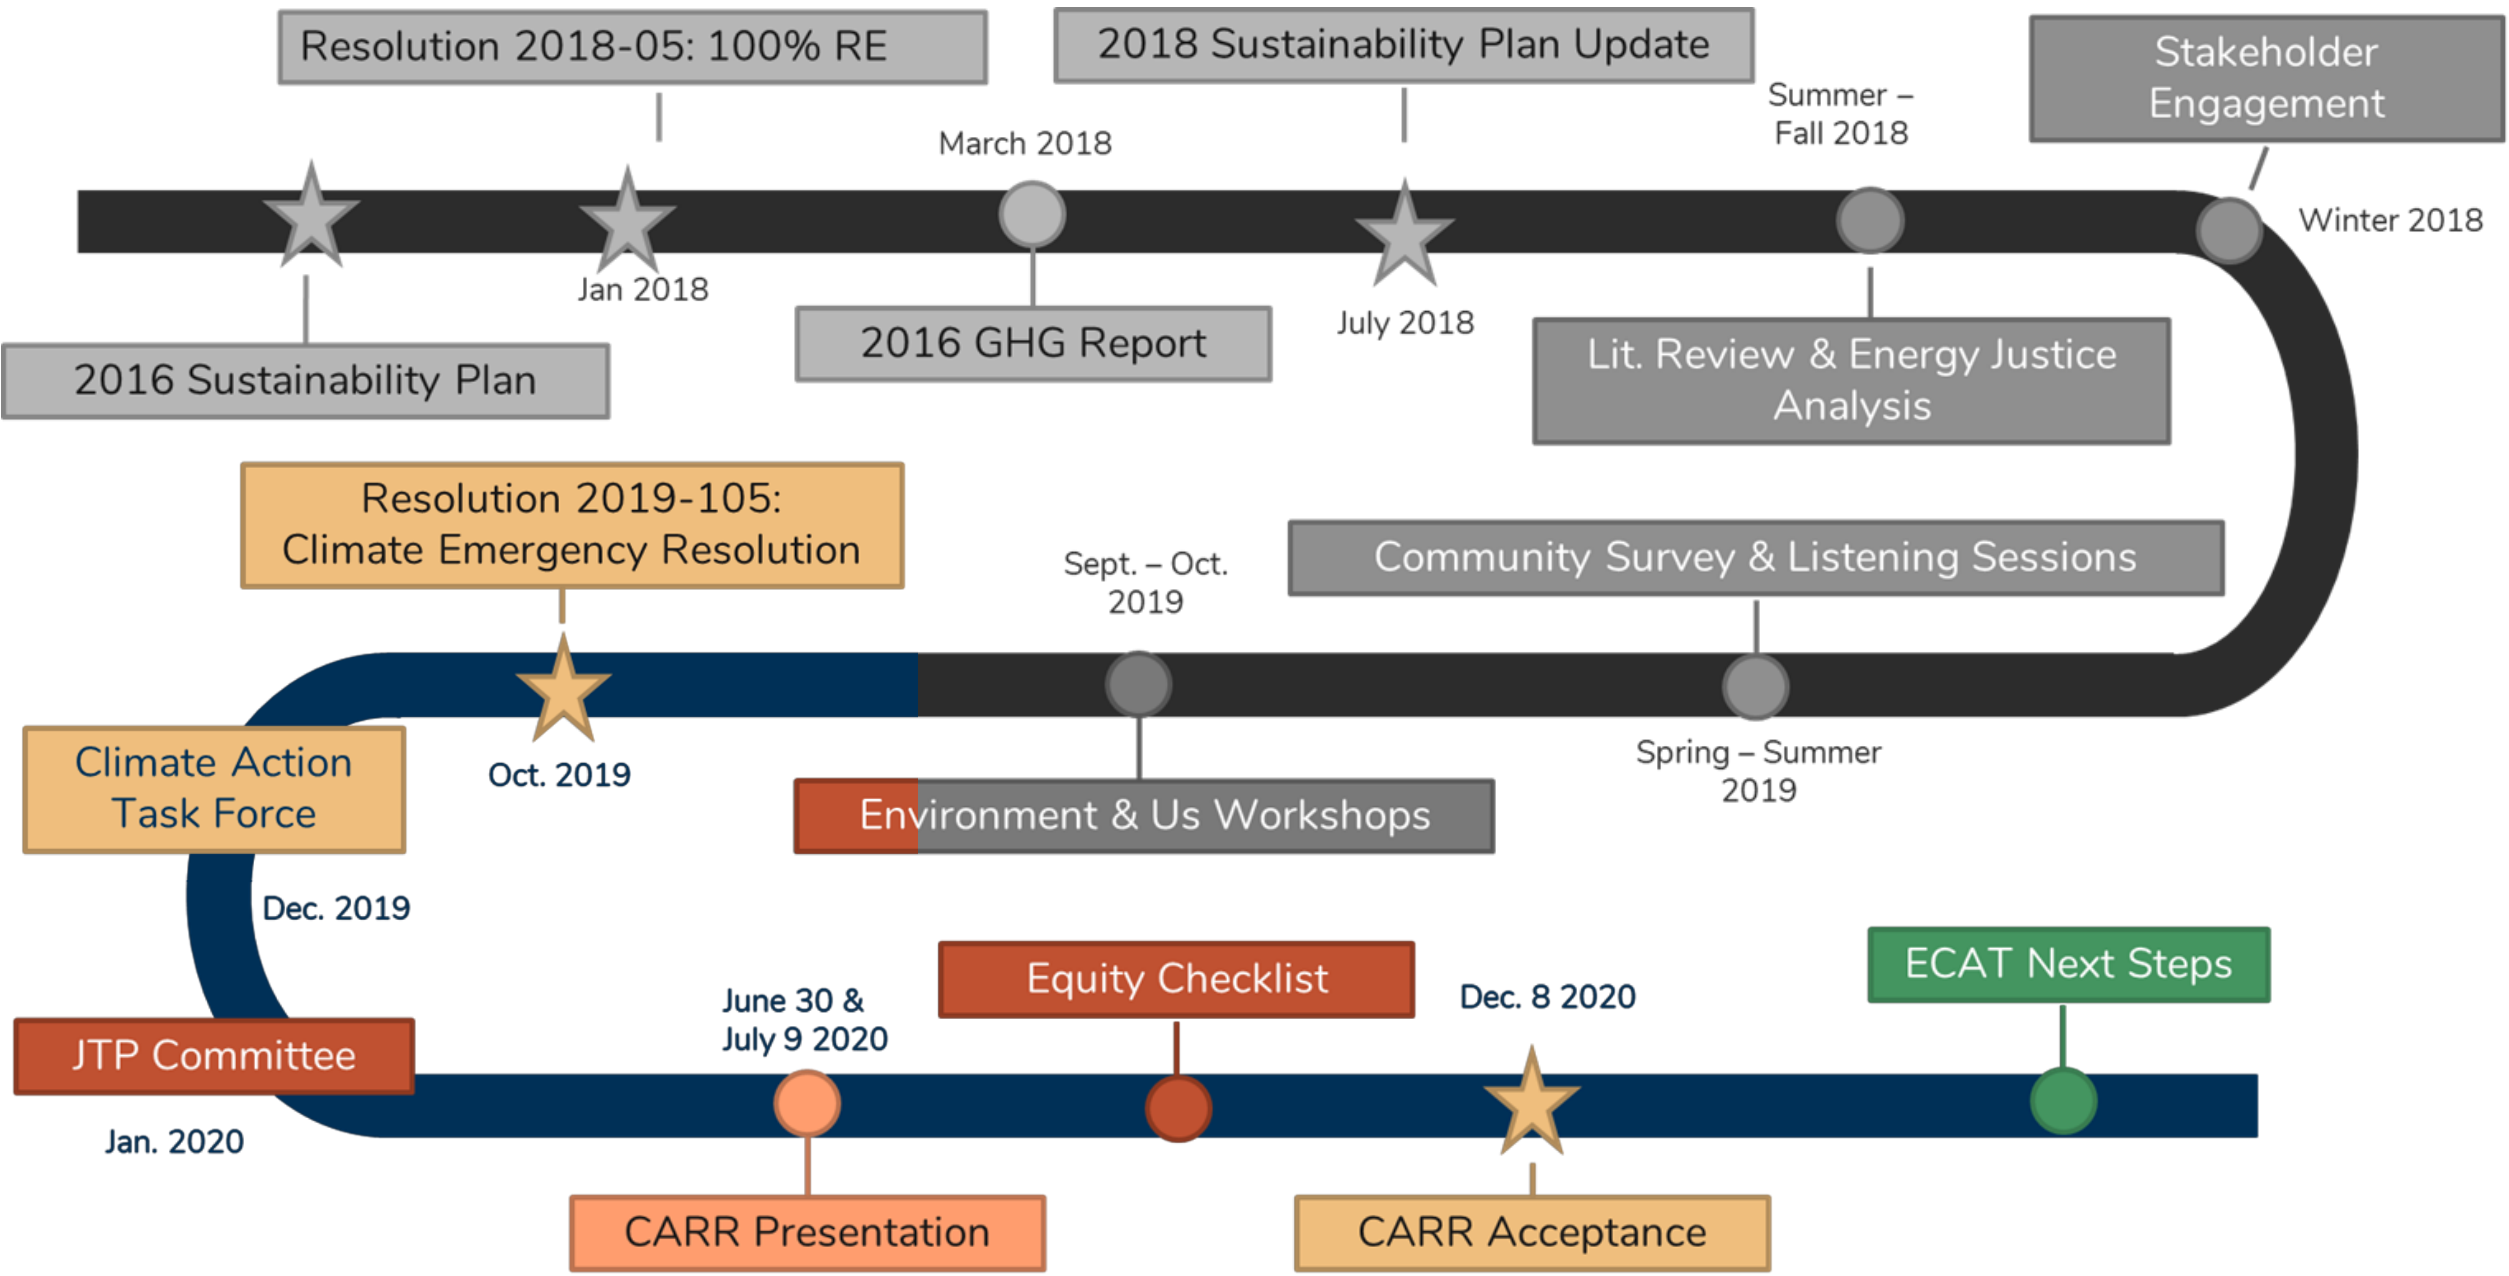 Resolution 2018-05: 100% RE
2018 Sustainability Plan Update
Stakeholder
Engagement
Summer –
Fall 2018
March 2018
Winter 2018
Jan 2018
July 2018
2016 Sustainability Plan
2016 GHG Report
Lit. Review & Energy Justice
Analysis
Resolution 2019-105:
Climate Emergency Resolution
Sept. – Oct.
2019
Community Survey & Listening Sessions
Climate Action
Task Force
Oct. 2019
Environment & Us Workshops
Spring – Summer
2019
Dec. 2019
JTP Committee
Jan. 2020
June 30 &
July 9 2020
Equity Checklist
Dec. 8 2020
ECAT Next Steps
CARR Presentation
CARR Acceptance